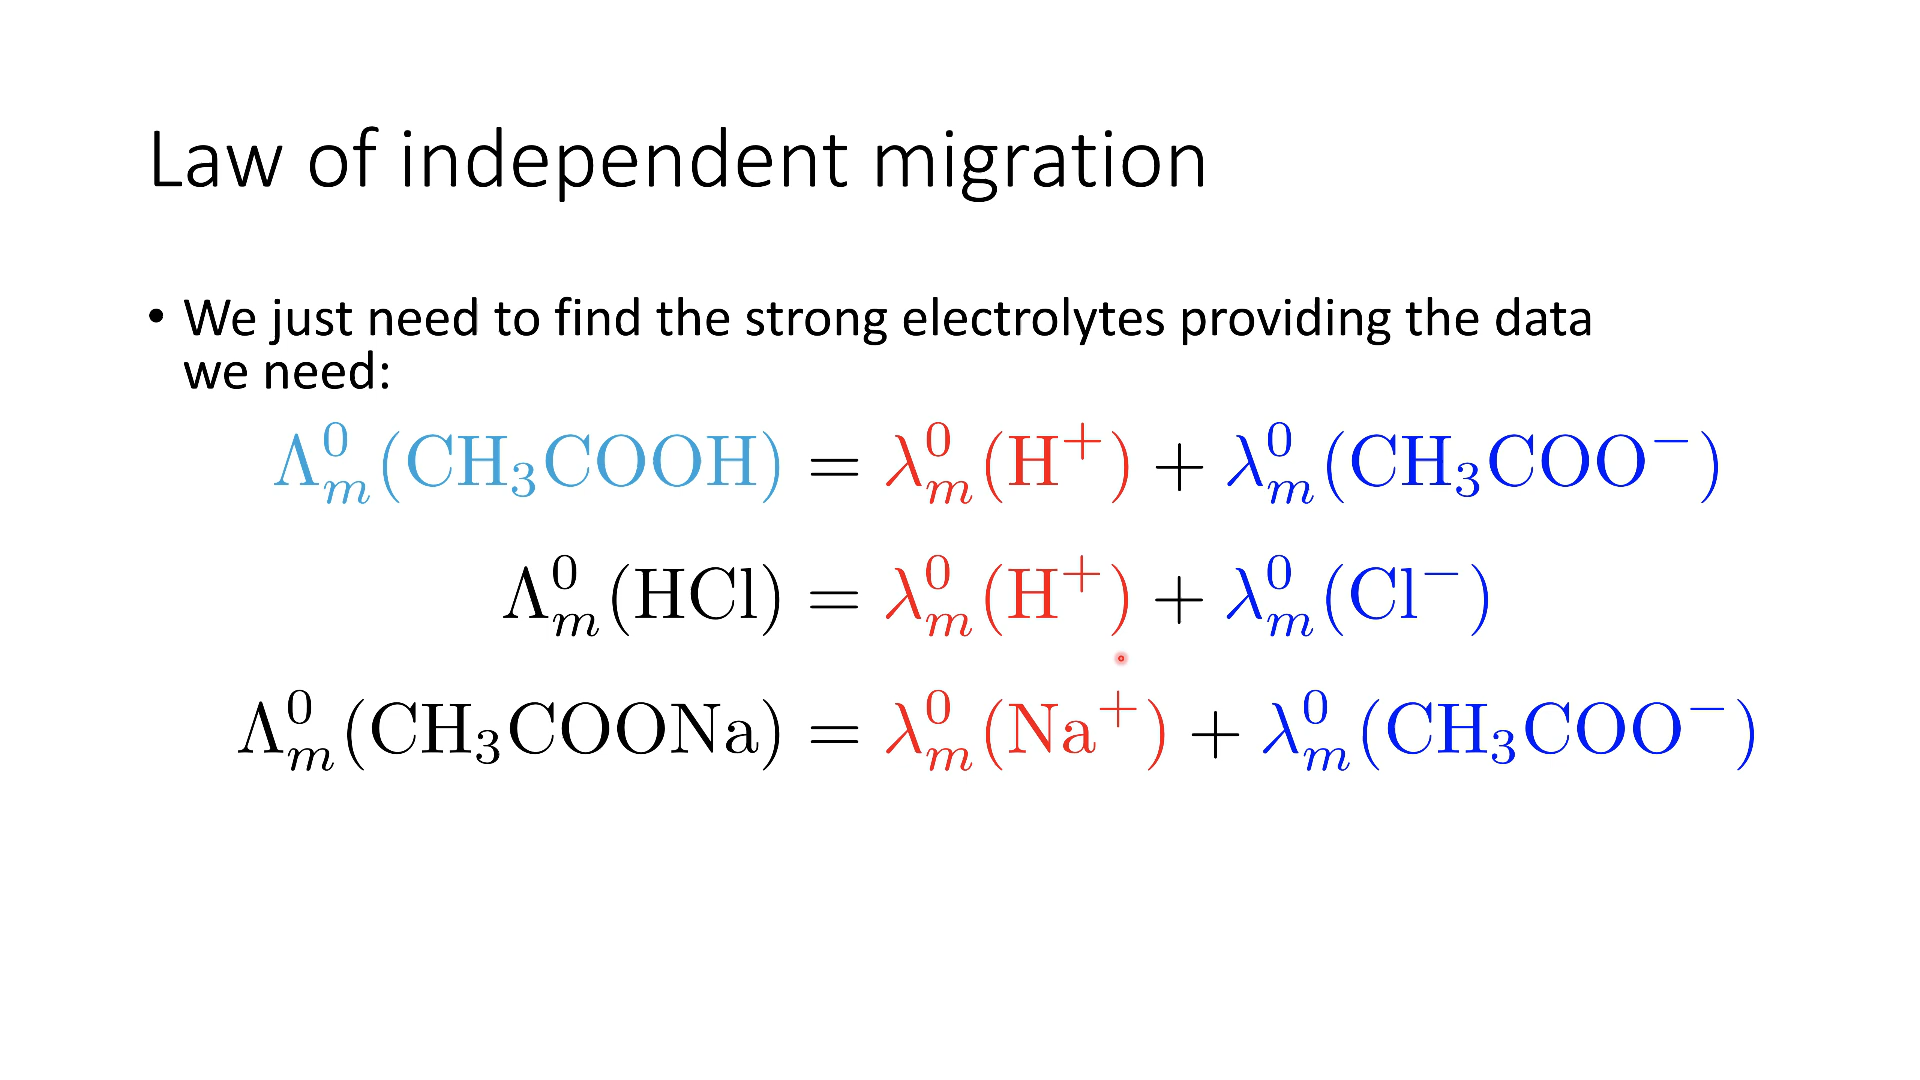 Law of independent migration
• We just need to find the strong electrolytes providing the data
we need:
Λ⁰ₘ(CH₃COOH) = λ⁰ₘ(H⁺) + λ⁰ₘ(CH₃COO⁻)
Λ⁰ₘ(HCl) = λ⁰ₘ(H⁺) + λ⁰ₘ(Cl⁻)
Λ⁰ₘ(CH₃COONa) = λ⁰ₘ(Na⁺) + λ⁰ₘ(CH₃COO⁻)